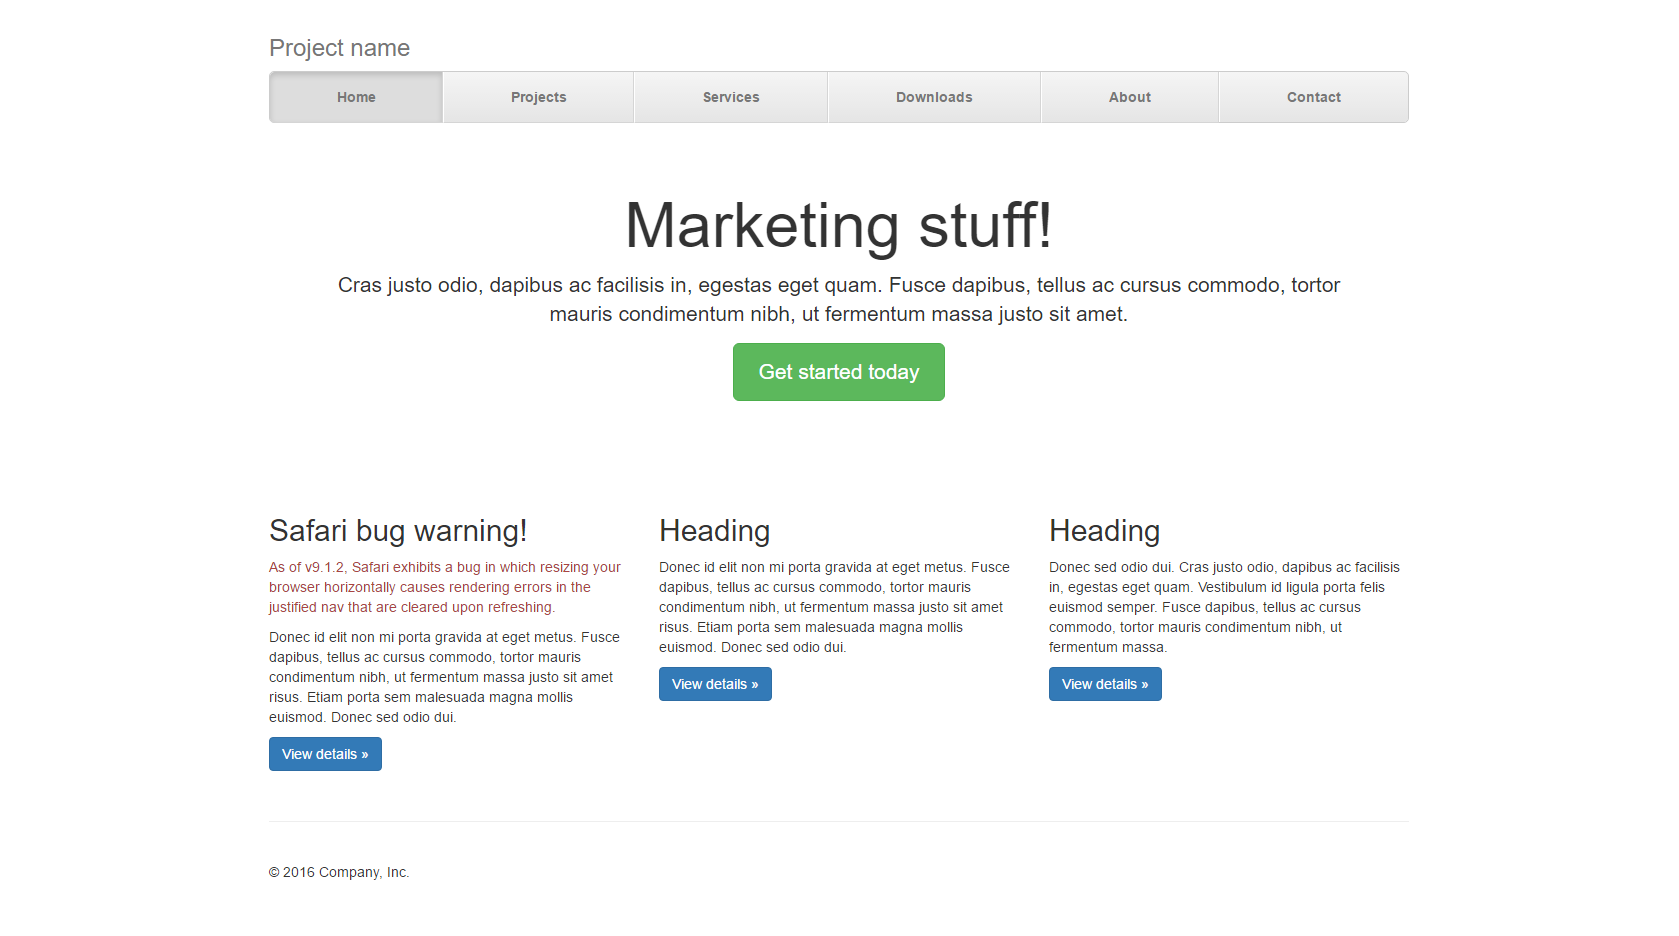 Project name
Home Projects Services Downloads About Contact
Marketing stuff!
Cras justo odio, dapibus ac facilisis in, egestas eget quam. Fusce dapibus, tellus ac cursus commodo, tortor
mauris condimentum nibh, ut fermentum massa justo sit amet.
Get started today
Safari bug warning!
As of v9.1.2, Safari exhibits a bug in which resizing your
browser horizontally causes rendering errors in the
justified nav that are cleared upon refreshing.
Donec id elit non mi porta gravida at eget metus. Fusce
dapibus, tellus ac cursus commodo, tortor mauris
condimentum nibh, ut fermentum massa justo sit amet
risus. Etiam porta sem malesuada magna mollis
euismod. Donec sed odio dui.
View details »
Heading
Donec id elit non mi porta gravida at eget metus. Fusce
dapibus, tellus ac cursus commodo, tortor mauris
condimentum nibh, ut fermentum massa justo sit amet
risus. Etiam porta sem malesuada magna mollis
euismod. Donec sed odio dui.
View details »
Heading
Donec sed odio dui. Cras justo odio, dapibus ac facilisis
in, egestas eget quam. Vestibulum id ligula porta felis
euismod semper. Fusce dapibus, tellus ac cursus
commodo, tortor mauris condimentum nibh, ut
fermentum massa.
View details »
© 2016 Company, Inc.